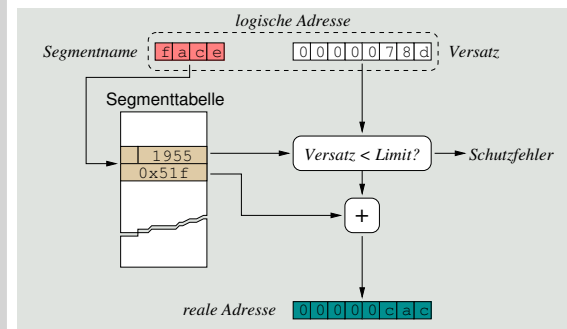 logische Adresse
Segmentname face 0000078d Versatz
Segmenttabelle
1955 Versatz < Limit? Schutzfehler
0x51f
+
reale Adresse 00000cac